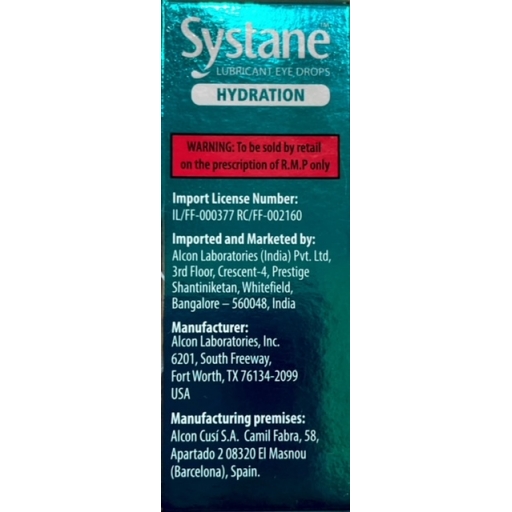 Systane®
LUBRICANT EYE DROPS
HYDRATION
WARNING: To be sold by retail
on the prescription of R.M.P only
Import License Number:
IL/FF-000377 RC/FF-002160
Imported and Marketed by:
Alcon Laboratories (India) Pvt. Ltd,
3rd Floor, Crescent-4, Prestige
Shantiniketan, Whitefield,
Bangalore – 560048, India
Manufacturer:
Alcon Laboratories, Inc.
6201, South Freeway,
Fort Worth, TX 76134-2099
USA
Manufacturing premises:
Alcon Cusí S.A. Camil Fabra, 58,
Apartado 2 08320 El Masnou
(Barcelona), Spain.